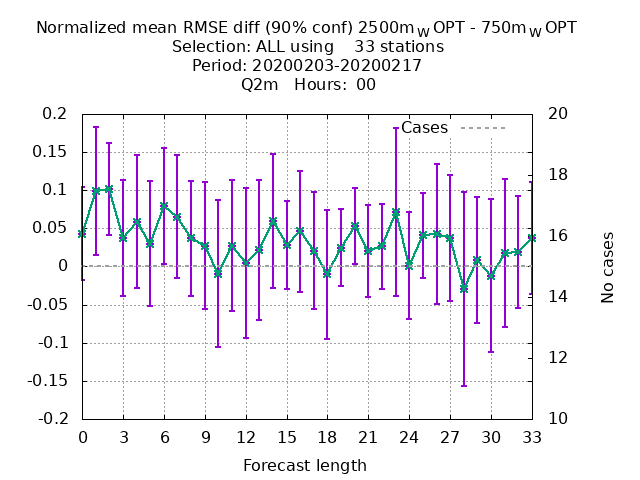 Normalized mean RMSE diff (90% conf) 2500m_W OPT - 750m_W OPT
Selection: ALL using    33 stations
Period: 20200203-20200217
Q2m   Hours:  00
Cases
0.2
0.15
0.1
0.05
0
-0.05
-0.1
-0.15
-0.2
20
18
16
14
12
10
No cases
0 3 6 9 12 15 18 21 24 27 30 33
Forecast length